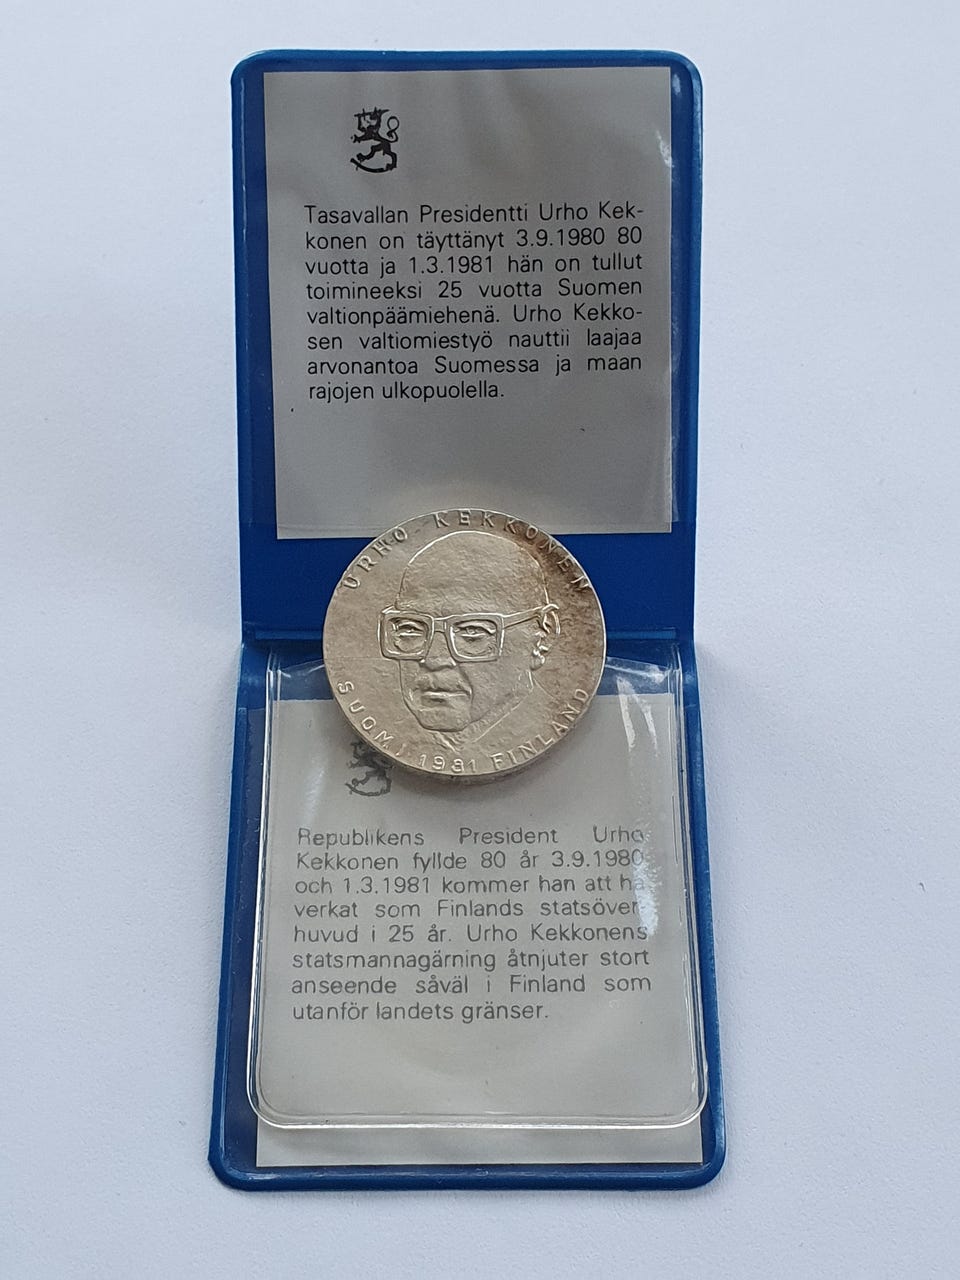 Tasavallan Presidentti Urho Kek-
konen on täyttänyt 3.9.1980 80
vuotta ja 1.3.1981 hän on tullut
toimineeksi 25 vuotta Suomen
valtionpäämiehenä. Urho Kekko-
sen valtiomiestyö nauttii laajaa
arvonantoa Suomessa ja maan
rajojen ulkopuolella.
URHO KEKKONEN
SUOMI 1981 FINLAND
Republikens President Urho
Kekkonen fyllde 80 år 3.9.1980
och 1.3.1981 kommer han att ha
verkat som Finlands statsöver-
huvud i 25 år. Urho Kekkonens
statsmannagärning åtnjuter stort
anseende såväl i Finland som
utanför landets gränser.